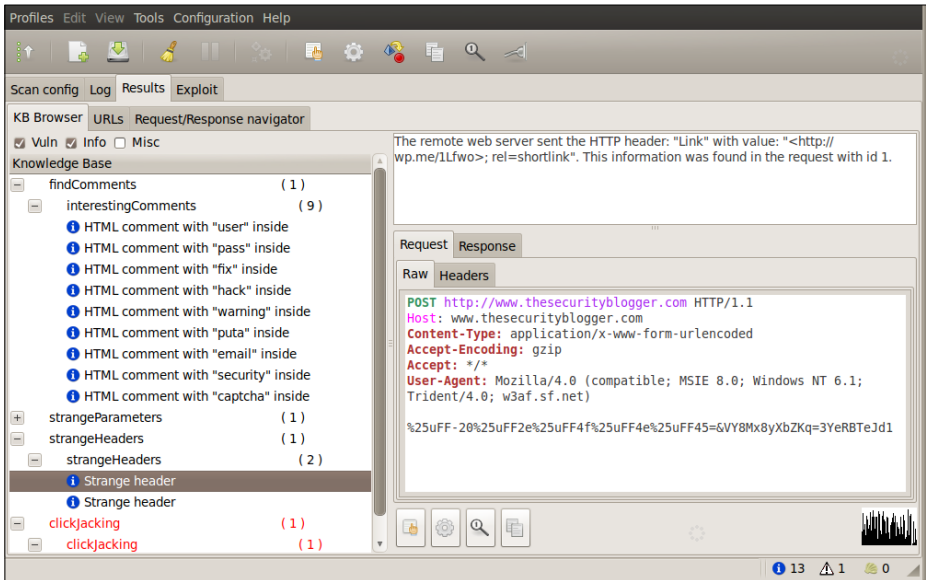 Profiles Edit View Tools Configuration Help
Scan config Log Results Exploit
KB Browser URLs Request/Response navigator
Vuln Info Misc
Knowledge Base
findComments (1)
interestingComments (9)
HTML comment with "user" inside
HTML comment with "pass" inside
HTML comment with "fix" inside
HTML comment with "hack" inside
HTML comment with "warning" inside
HTML comment with "puta" inside
HTML comment with "email" inside
HTML comment with "security" inside
HTML comment with "captcha" inside
strangeParameters (1)
strangeHeaders (1)
strangeHeaders (2)
Strange header
Strange header
clickJacking (1)
clickJacking (1)
The remote web server sent the HTTP header: "Link" with value: "<http://
wp.me/1Lfwo>; rel=shortlink". This information was found in the request with id 1.
Request Response
Raw Headers
POST http://www.thesecurityblogger.com HTTP/1.1
Host: www.thesecurityblogger.com
Content-Type: application/x-www-form-urlencoded
Accept-Encoding: gzip
Accept: */*
User-Agent: Mozilla/4.0 (compatible; MSIE 8.0; Windows NT 6.1;
Trident/4.0; w3af.sf.net)
%25uFF-20%25uFF2e%25uFF4f%25uFF4e%25uFF45=&VY8Mx8yXbZKq=3YeRBTeJd1
13 1 0